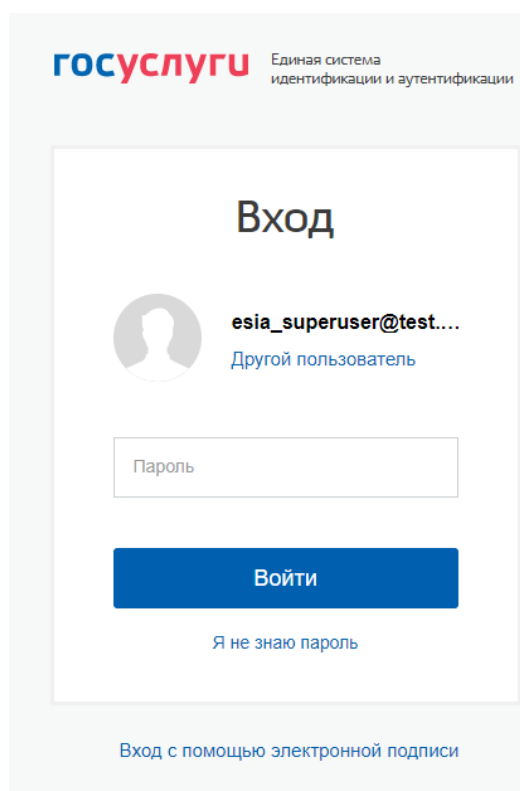 госуслуги
Единая система
идентификации и аутентификации
Вход
esia_superuser@test....
Другой пользователь
Пароль
Войти
Я не знаю пароль
Вход с помощью электронной подписи